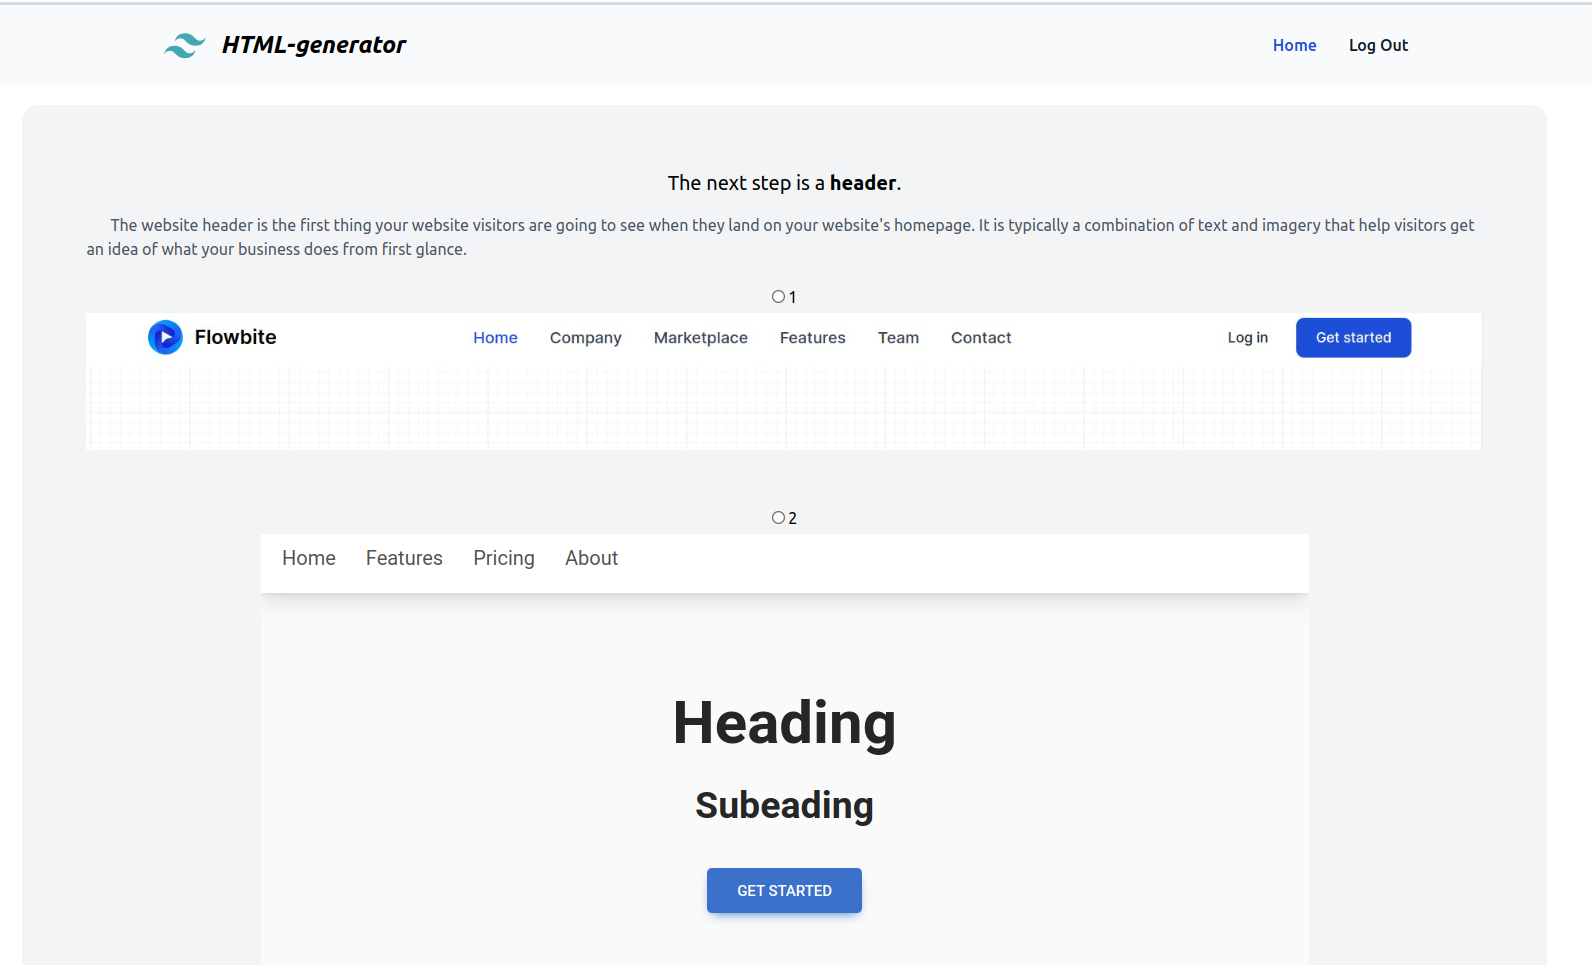 HTML-generator
Home Log Out
The next step is a header.
The website header is the first thing your website visitors are going to see when they land on your website's homepage. It is typically a combination of text and imagery that help visitors get
an idea of what your business does from first glance.
1
Flowbite Home Company Marketplace Features Team Contact Log in Get started
2
Home Features Pricing About
Heading
Subeading
GET STARTED